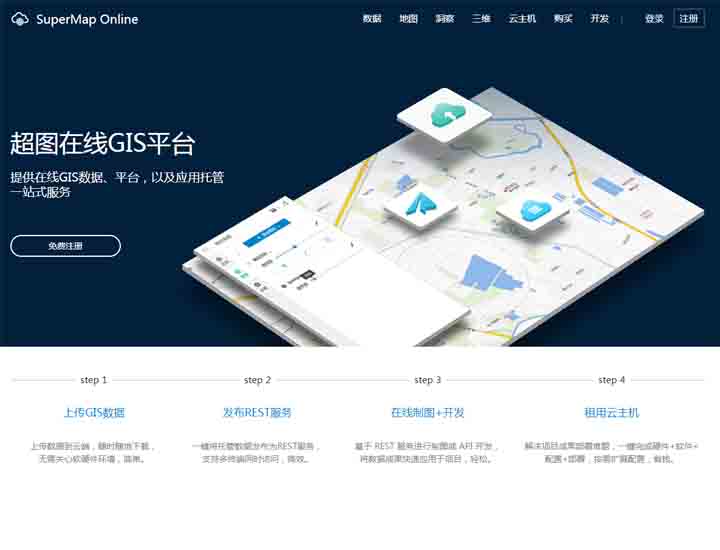 SuperMap Online
数据 地图 洞察 三维 云主机 购买 开发 | 登录 注册
超图在线GIS平台
提供在线GIS数据、平台，以及应用托管
一站式服务
免费注册
step 1
上传GIS数据
上传数据到云端，随时随地下载，
无需关心软硬件环境，简单。
step 2
发布REST服务
一键将托管数据发布为REST服务，
支持多终端同时访问，高效。
step 3
在线制图+开发
基于 REST 服务进行制图或 API 开发，
将数据成果快速应用于项目，轻松。
step 4
租用云主机
解决项目成果部署难题，一键完成硬件+软件+
配置+部署，按需扩展配置，省钱。